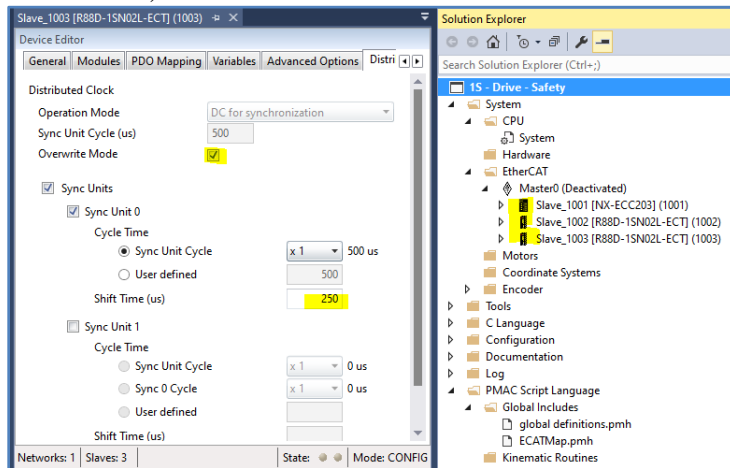 Slave_1003 [R88D-1SN02L-ECT] (1003)
Device Editor
General Modules PDO Mapping Variables Advanced Options Distri
Distributed Clock
Operation Mode DC for synchronization
Sync Unit Cycle (us) 500
Overwrite Mode
Sync Units
Sync Unit 0
Cycle Time
Sync Unit Cycle x 1 500 us
User defined 500
Shift Time (us) 250
Sync Unit 1
Cycle Time
Sync Unit Cycle x 1 0 us
Sync 0 Cycle x 1 0 us
User defined
Shift Time (us)
Networks: 1 Slaves: 3 State: Mode: CONFIG
Solution Explorer
Search Solution Explorer (Ctrl+;)
1S - Drive - Safety
System
CPU
System
Hardware
EtherCAT
Master0 (Deactivated)
Slave_1001 [NX-ECC203] (1001)
Slave_1002 [R88D-1SN02L-ECT] (1002)
Slave_1003 [R88D-1SN02L-ECT] (1003)
Motors
Coordinate Systems
Encoder
Tools
C Language
Configuration
Documentation
Log
PMAC Script Language
Global Includes
global definitions.pmh
ECATMap.pmh
Kinematic Routines